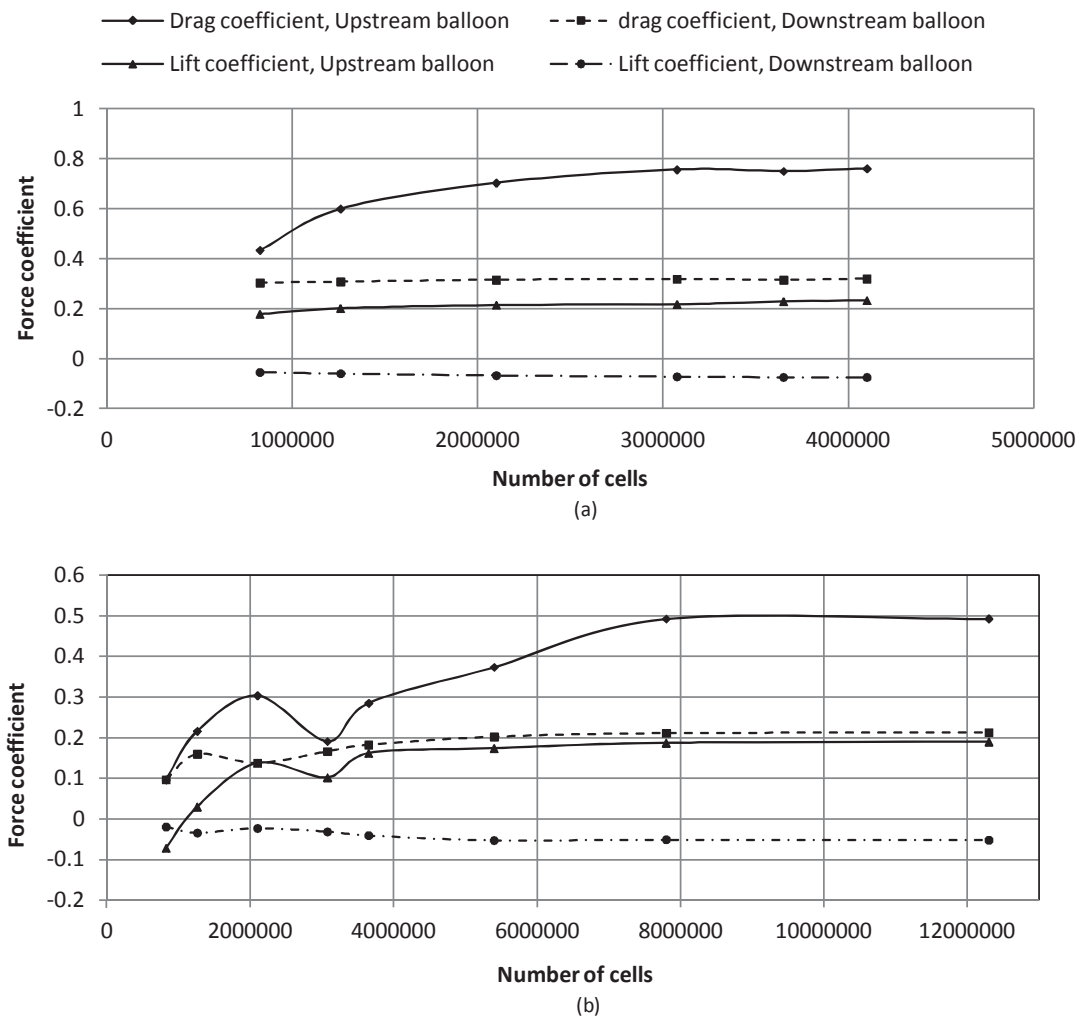 Drag coefficient, Upstream balloon
drag coefficient, Downstream balloon
Lift coefficient, Upstream balloon
Lift coefficient, Downstream balloon
1
0.8
0.6
0.4
0.2
0
-0.2
Force coefficient
0 1000000 2000000 3000000 4000000 5000000
Number of cells
(a)
0.6
0.5
0.4
0.3
0.2
0.1
0
-0.1
-0.2
Force coefficient
0 2000000 4000000 6000000 8000000 10000000 12000000
Number of cells
(b)